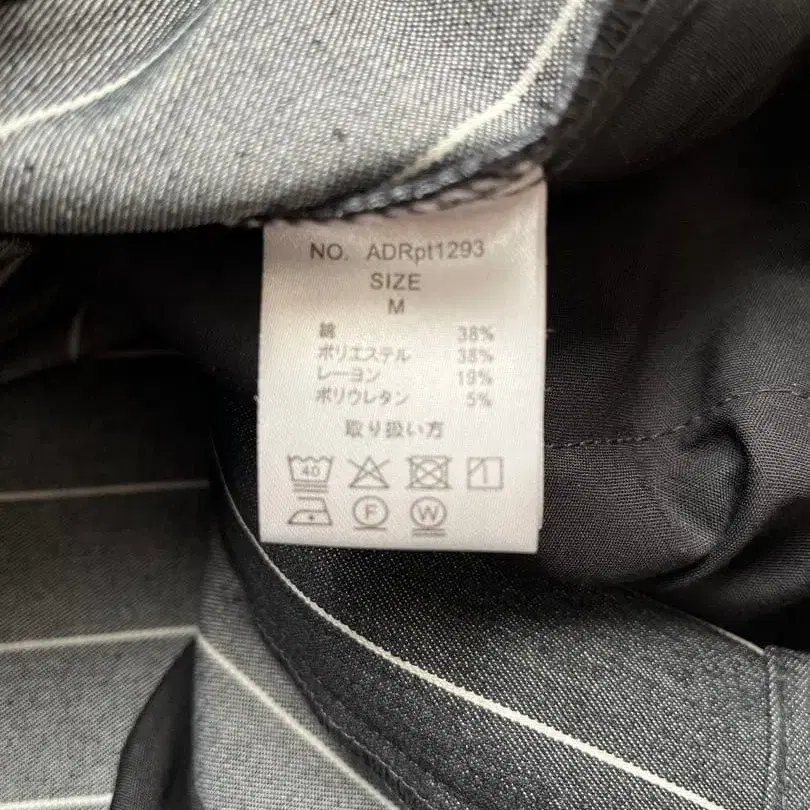 NO. ADRpt1293
SIZE
M
綿 38%
ポリエステル 38%
レーヨン 19%
ポリウレタン 5%
取り扱い方
40
F W